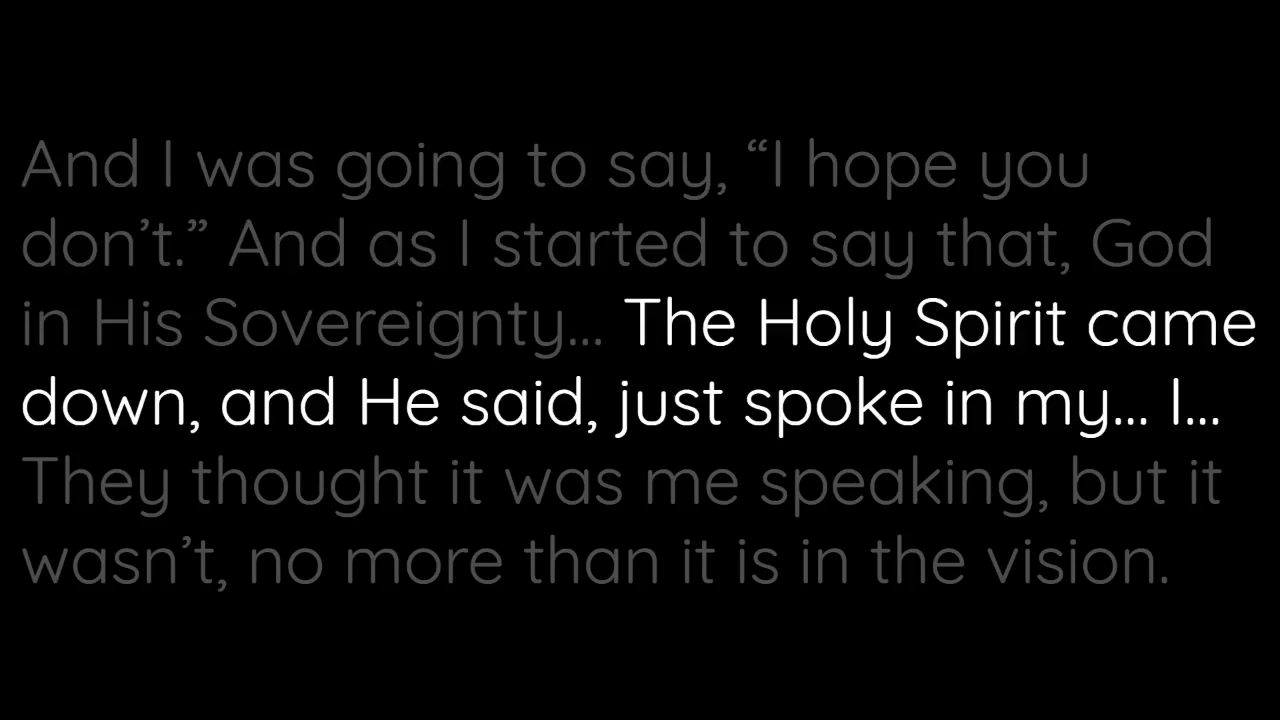 And I was going to say, “I hope you
don’t.” And as I started to say that, God
in His Sovereignty... The Holy Spirit came
down, and He said, just spoke in my... I...
They thought it was me speaking, but it
wasn’t, no more than it is in the vision.